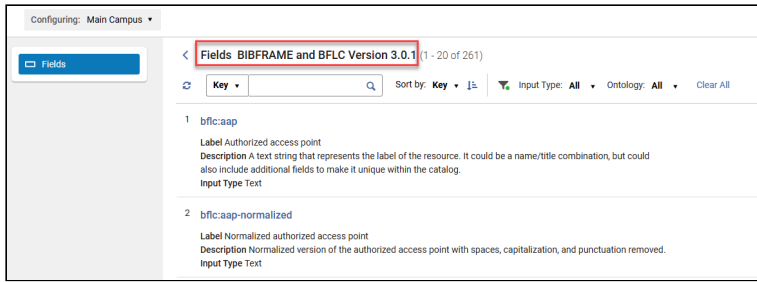 Configuring: Main Campus
Fields
Fields BIBFRAME and BFLC Version 3.0.1 (1 - 20 of 261)
Key Sort by: Key Input Type: All Ontology: All Clear All
1 bflc:aap
Label Authorized access point
Description A text string that represents the label of the resource. It could be a name/title combination, but could
also include additional fields to make it unique within the catalog.
Input Type Text
2 bflc:aap-normalized
Label Normalized authorized access point
Description Normalized version of the authorized access point with spaces, capitalization, and punctuation removed.
Input Type Text